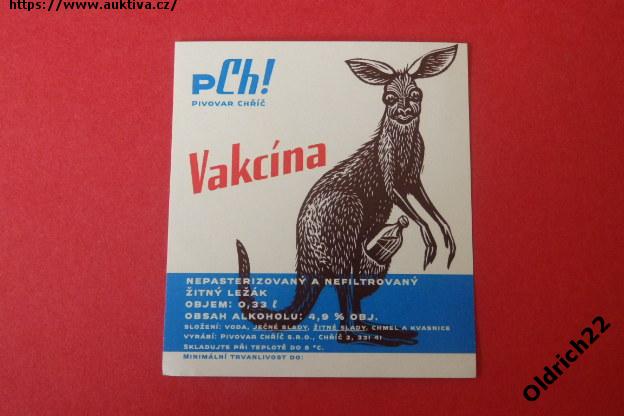 https://www.auktiva.cz/
PCh!
PIVOVAR CHŘÍČ
Vakcína
NEPASTERIZOVANÝ A NEFILTROVANÝ
ŽITNÝ LEŽÁK
OBJEM: 0,33 ℓ
OBSAH ALKOHOLU: 4,9 % OBJ.
SLOŽENÍ: VODA, JEČNÉ SLADY, ŽITNÉ SLADY, CHMEL A KVASNICE
VYRÁBÍ: PIVOVAR CHŘÍČ S.R.O., CHŘÍČ 2, 331 41
SKLADUJTE PŘI TEPLOTĚ DO 8 °C.
MINIMÁLNÍ TRVANLIVOST DO:
Oldrich22